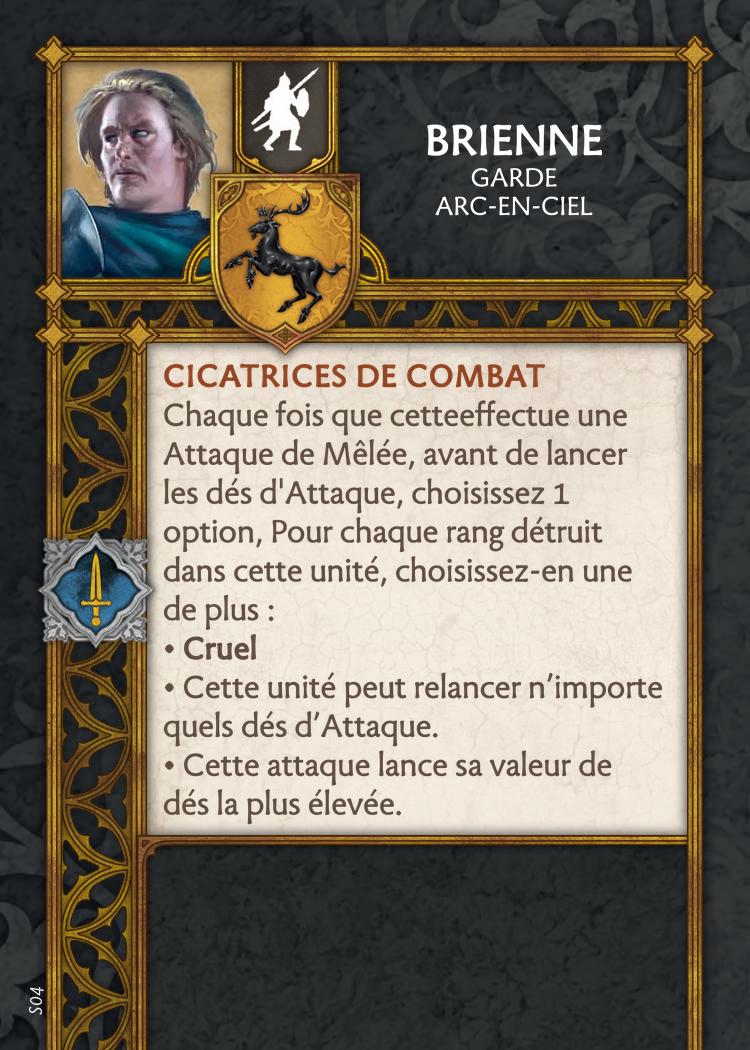 BRIENNE
GARDE
ARC-EN-CIEL
CICATRICES DE COMBAT
Chaque fois que cetteeffectue une
Attaque de Mêlée, avant de lancer
les dés d'Attaque, choisissez 1
option, Pour chaque rang détruit
dans cette unité, choisissez-en une
de plus :
• Cruel
• Cette unité peut relancer n’importe
quels dés d’Attaque.
• Cette attaque lance sa valeur de
dés la plus élevée.
S04